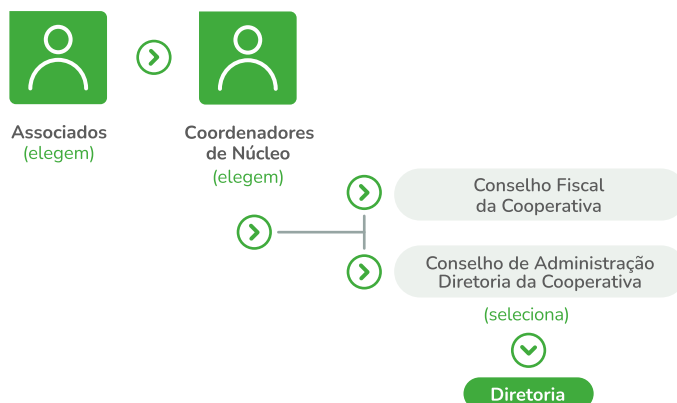 Associados
(elegem)
Coordenadores
de Núcleo
(elegem)
Conselho Fiscal
da Cooperativa
Conselho de Administração
Diretoria da Cooperativa
(seleciona)
Diretoria